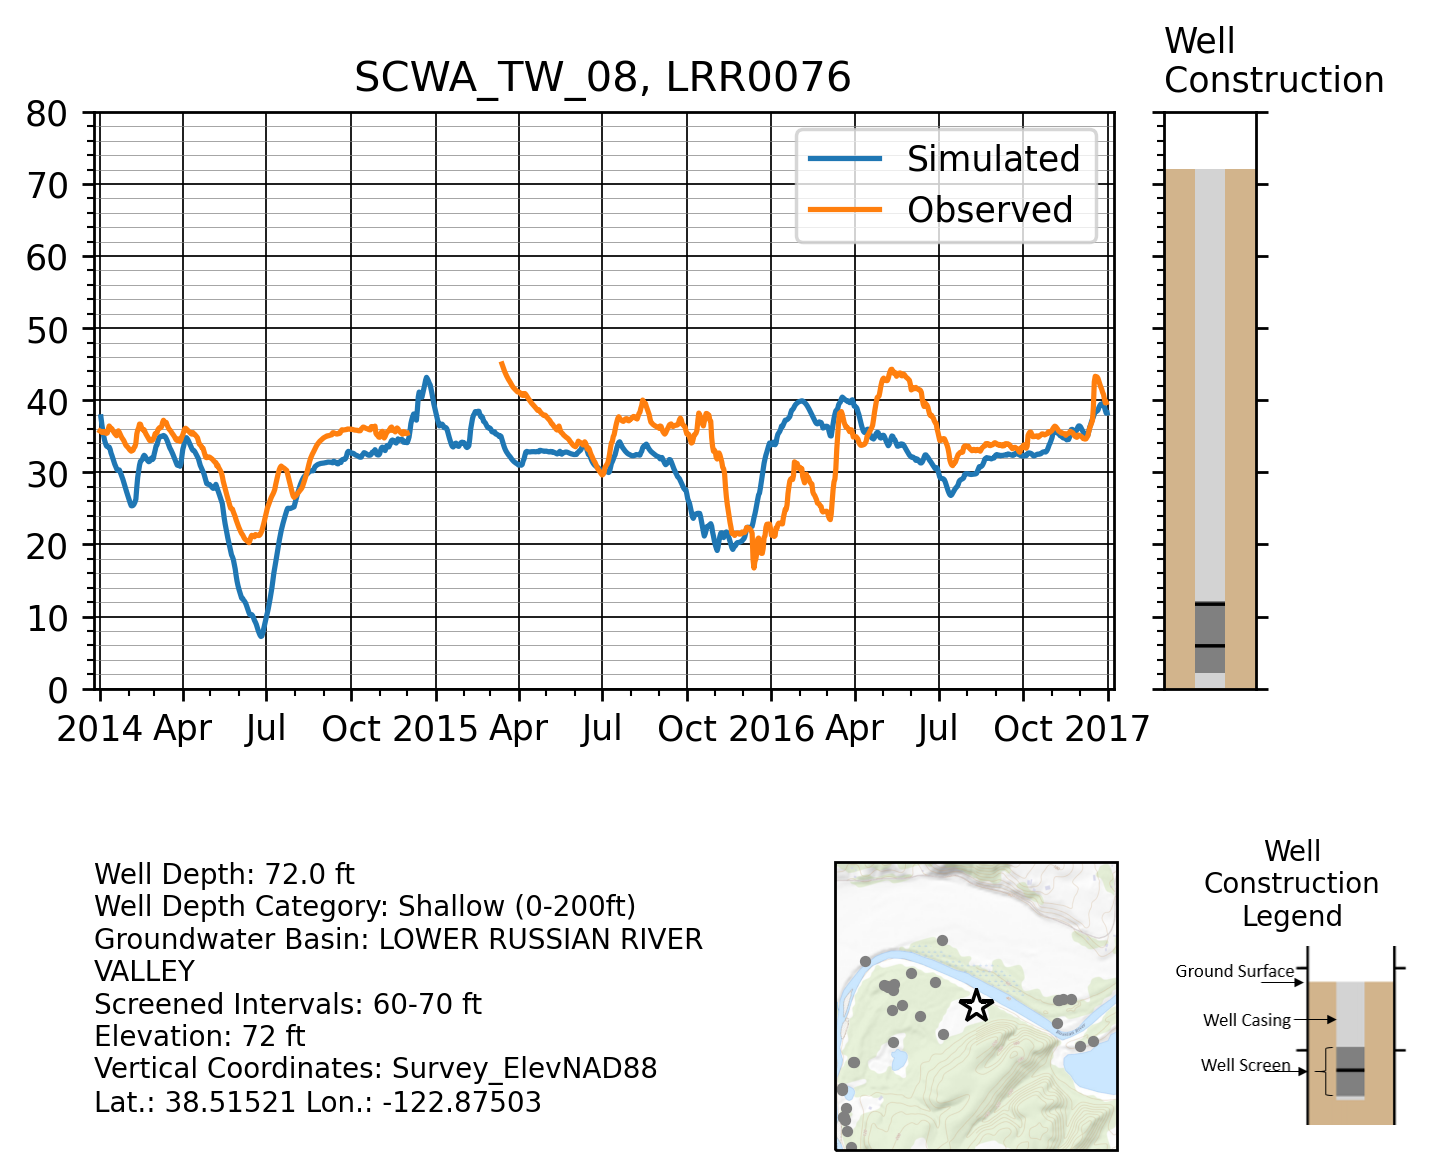 Well
Construction
SCWA_TW_08, LRR0076
80
70
60
50
40
30
20
10
0
Simulated
Observed
2014 Apr Jul Oct 2015 Apr Jul Oct 2016 Apr Jul Oct 2017
Well Depth: 72.0 ft
Well Depth Category: Shallow (0-200ft)
Groundwater Basin: LOWER RUSSIAN RIVER
VALLEY
Screened Intervals: 60-70 ft
Elevation: 72 ft
Vertical Coordinates: Survey_ElevNAD88
Lat.: 38.51521 Lon.: -122.87503
Well
Construction
Legend
Ground Surface
Well Casing
Well Screen